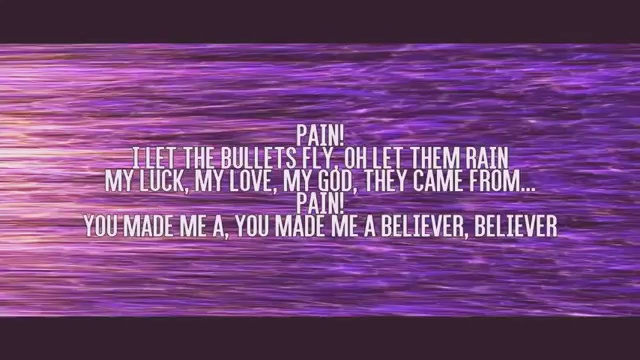 PAIN!
I LET THE BULLETS FLY, OH LET THEM RAIN
MY LUCK, MY LOVE, MY GOD, THEY CAME FROM...
PAIN!
YOU MADE ME A, YOU MADE ME A BELIEVER, BELIEVER